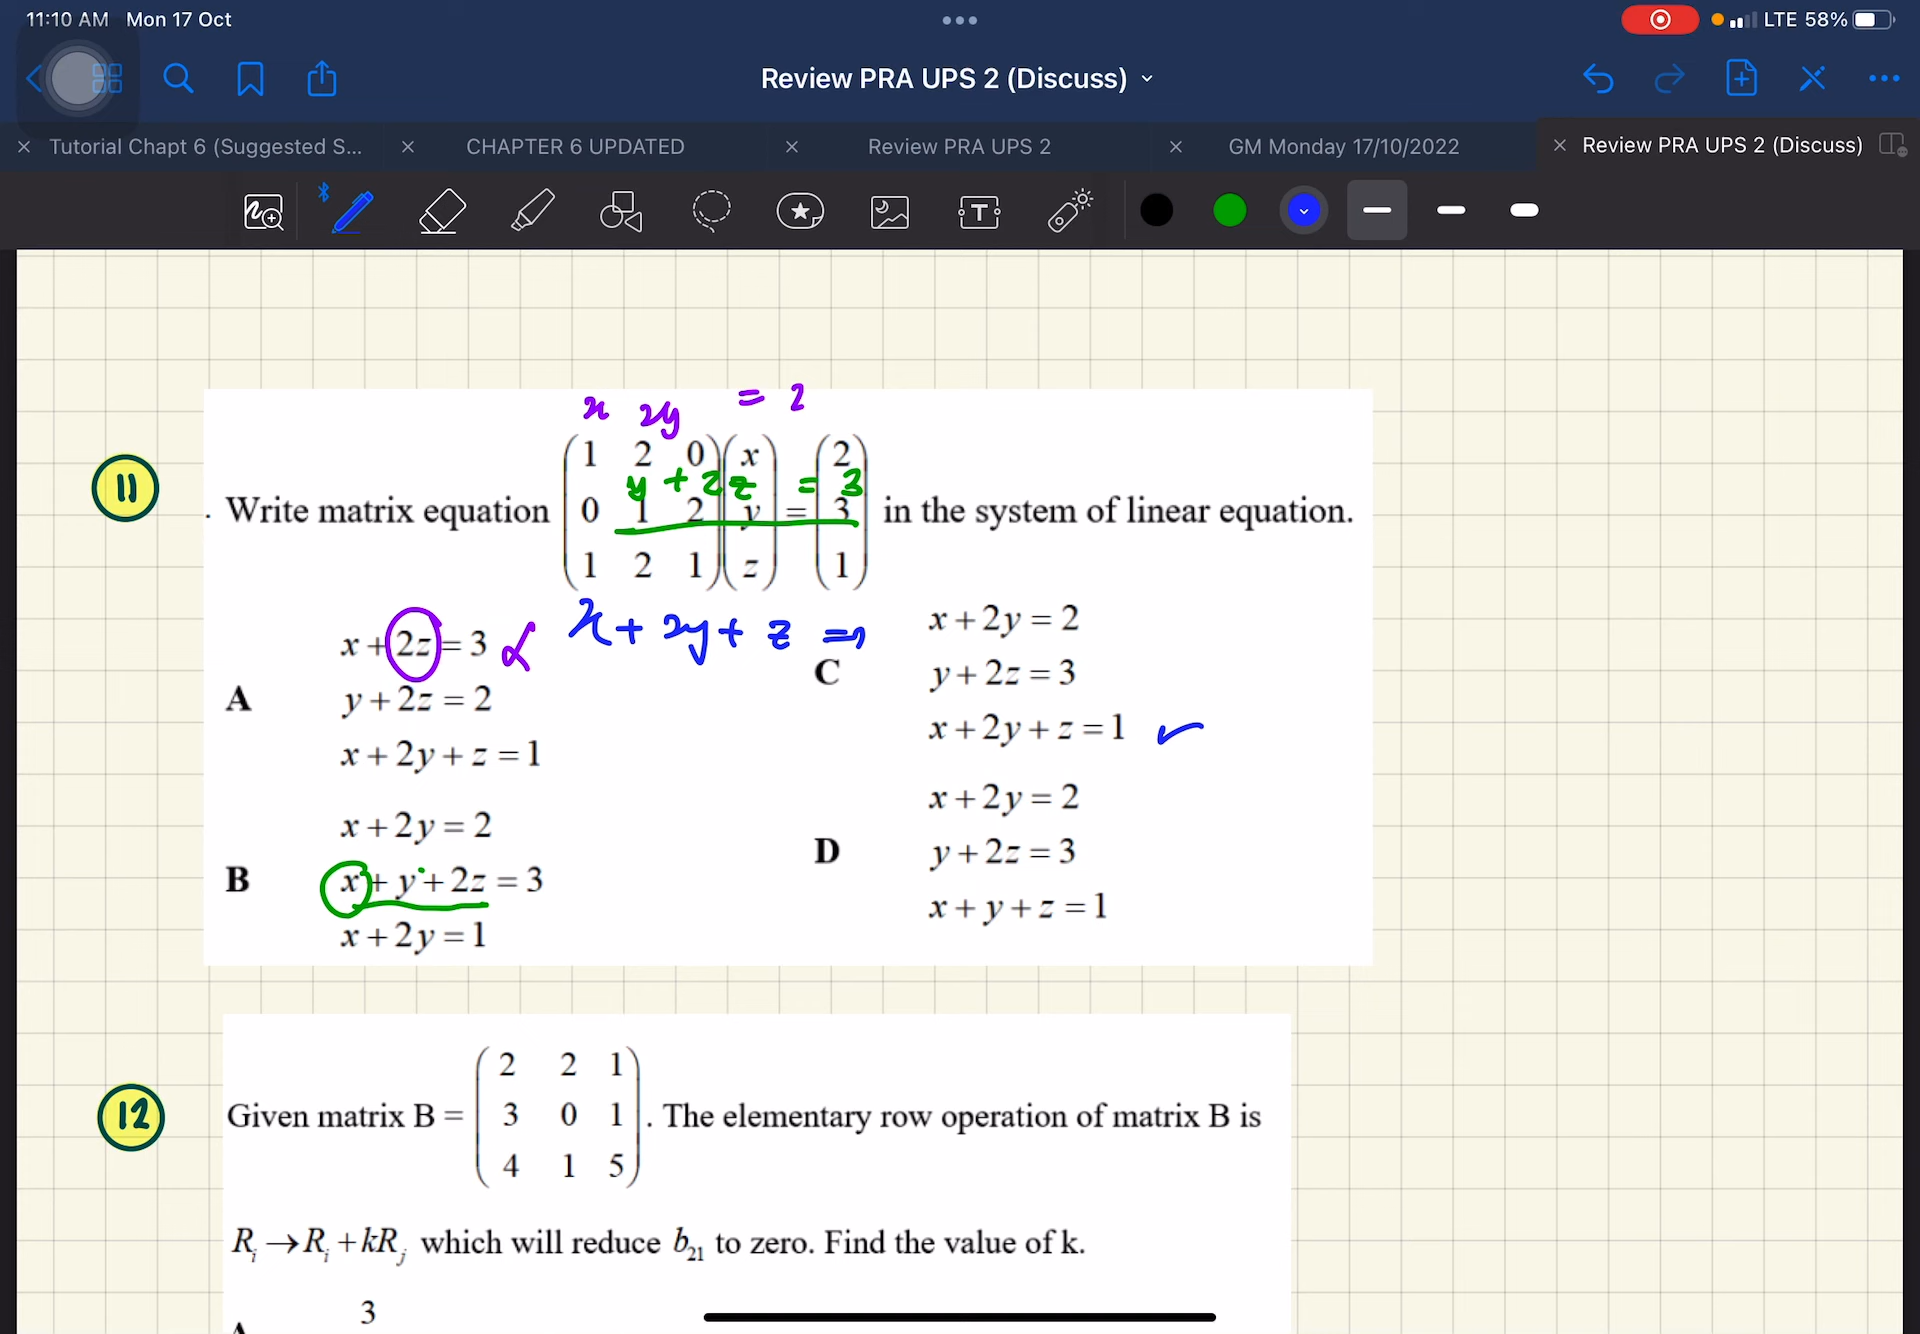 11:10 AM Mon 17 Oct
LTE 58%
Review PRA UPS 2 (Discuss)
Tutorial Chapt 6 (Suggested S...
CHAPTER 6 UPDATED
Review PRA UPS 2
GM Monday 17/10/2022
Review PRA UPS 2 (Discuss)
x 2y = 2
1 2 0 x 2
y + 2z = 3
11
. Write matrix equation 0 1 2 y = 3 in the system of linear equation.
1 2 1 z 1
x + 2y + z = 1
A
x + 2z = 3
y + 2z = 2
x + 2y + z = 1
B
x + 2y = 2
x + y + 2z = 3
x + 2y = 1
C
x + 2y = 2
y + 2z = 3
x + 2y + z = 1
D
x + 2y = 2
y + 2z = 3
x + y + z = 1
12
2 2 1
Given matrix B = 3 0 1 . The elementary row operation of matrix B is
4 1 5
Rᵢ → Rᵢ + kRⱼ which will reduce b₂₁ to zero. Find the value of k.
3